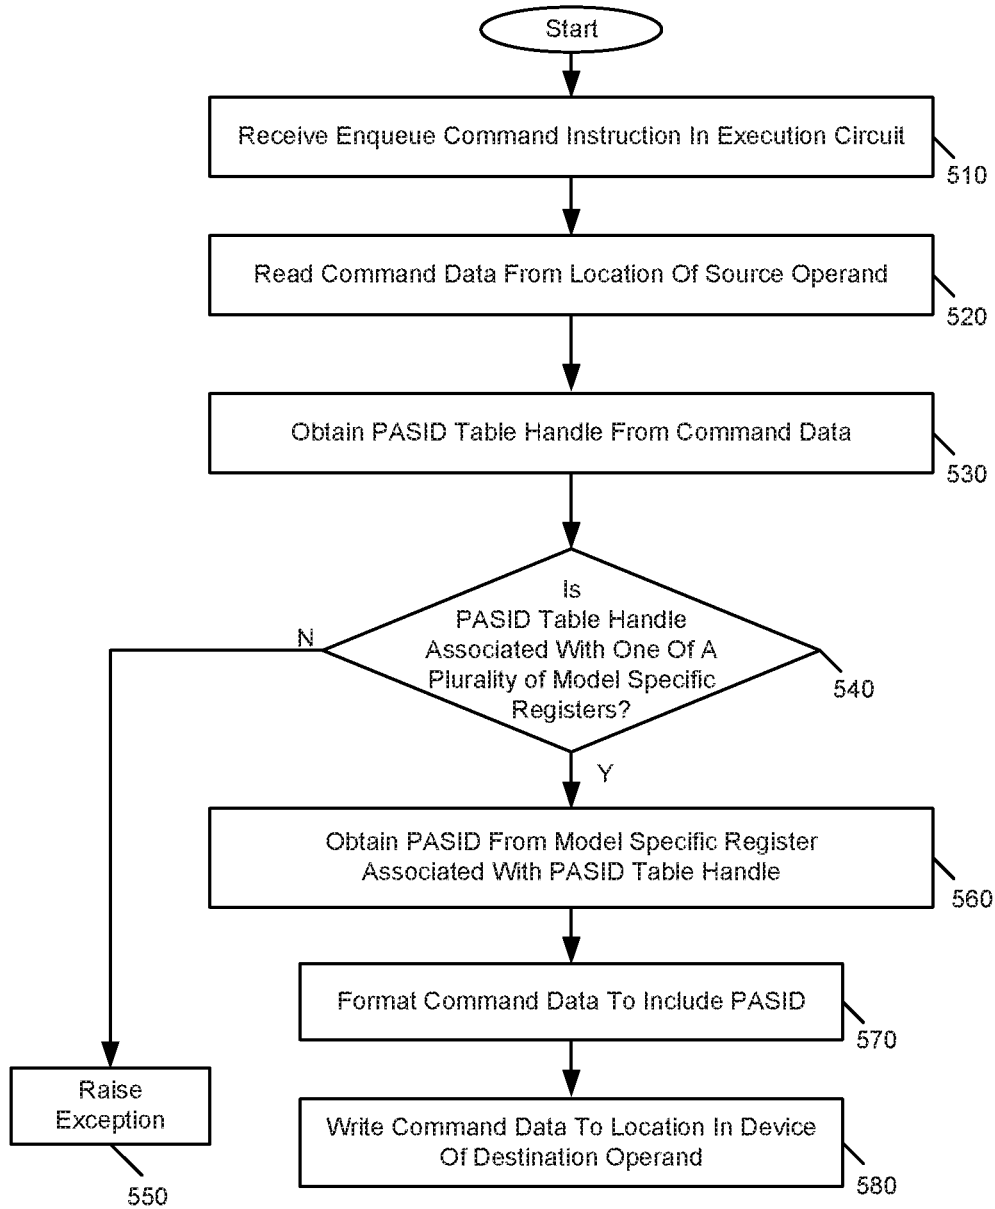 Start
Receive Enqueue Command Instruction In Execution Circuit
510
Read Command Data From Location Of Source Operand
520
Obtain PASID Table Handle From Command Data
530
Is
PASID Table Handle
Associated With One Of A
Plurality of Model Specific
Registers?
N
540
Y
Obtain PASID From Model Specific Register
Associated With PASID Table Handle
560
Format Command Data To Include PASID
570
Raise
Exception
550
Write Command Data To Location In Device
Of Destination Operand
580